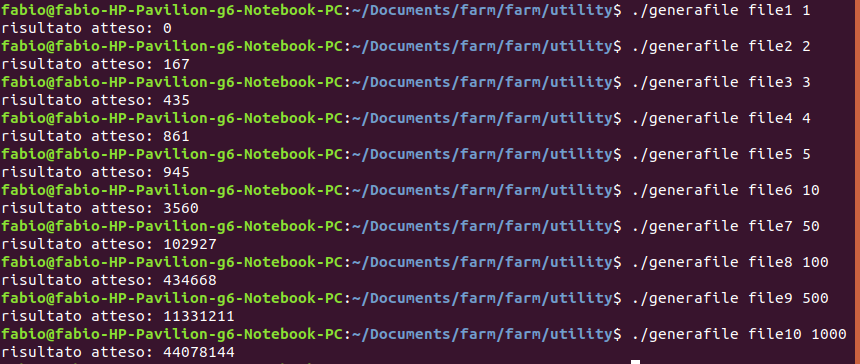 fabio@fabio-HP-Pavilion-g6-Notebook-PC:~/Documents/farm/farm/utility$ ./generafile file1 1
risultato atteso: 0
fabio@fabio-HP-Pavilion-g6-Notebook-PC:~/Documents/farm/farm/utility$ ./generafile file2 2
risultato atteso: 167
fabio@fabio-HP-Pavilion-g6-Notebook-PC:~/Documents/farm/farm/utility$ ./generafile file3 3
risultato atteso: 435
fabio@fabio-HP-Pavilion-g6-Notebook-PC:~/Documents/farm/farm/utility$ ./generafile file4 4
risultato atteso: 861
fabio@fabio-HP-Pavilion-g6-Notebook-PC:~/Documents/farm/farm/utility$ ./generafile file5 5
risultato atteso: 945
fabio@fabio-HP-Pavilion-g6-Notebook-PC:~/Documents/farm/farm/utility$ ./generafile file6 10
risultato atteso: 3560
fabio@fabio-HP-Pavilion-g6-Notebook-PC:~/Documents/farm/farm/utility$ ./generafile file7 50
risultato atteso: 102927
fabio@fabio-HP-Pavilion-g6-Notebook-PC:~/Documents/farm/farm/utility$ ./generafile file8 100
risultato atteso: 434668
fabio@fabio-HP-Pavilion-g6-Notebook-PC:~/Documents/farm/farm/utility$ ./generafile file9 500
risultato atteso: 11331211
fabio@fabio-HP-Pavilion-g6-Notebook-PC:~/Documents/farm/farm/utility$ ./generafile file10 1000
risultato atteso: 44078144